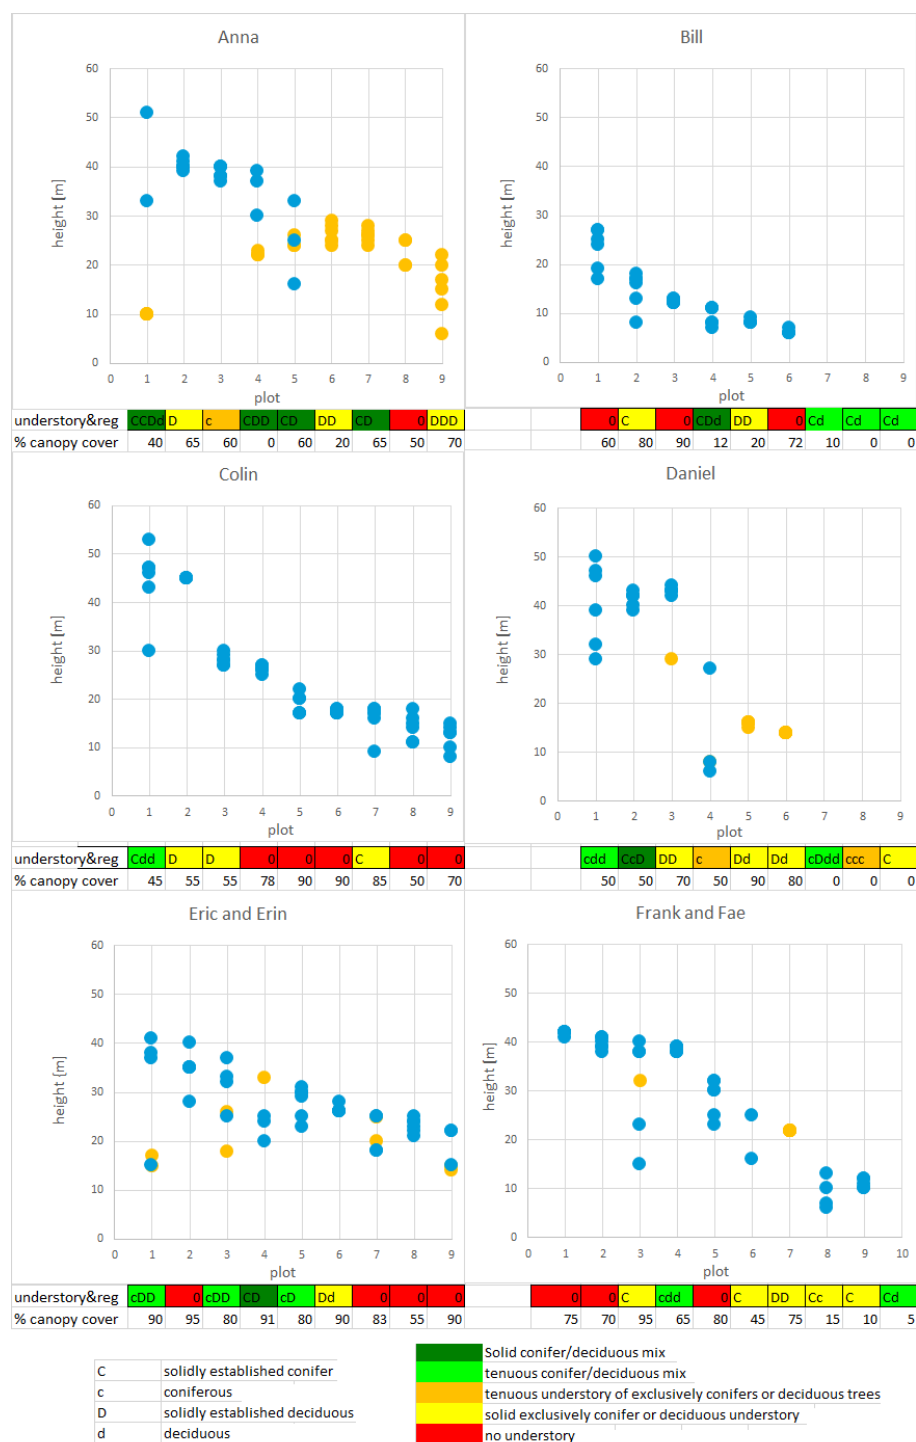 Anna
60
50
40
30
20
10
0
height [m]
0 1 2 3 4 5 6 7 8 9
plot
understory&reg CCDd D c CDD CD DD CD 0 DDD
% canopy cover 40 65 60 0 60 20 65 50 70
Bill
60
50
40
30
20
10
0
height [m]
0 1 2 3 4 5 6 7 8 9
plot
0 C 0 CDd DD 0 Cd Cd Cd
60 80 90 12 20 72 10 0 0
Colin
60
50
40
30
20
10
0
height [m]
0 1 2 3 4 5 6 7 8 9
plot
understory&reg Cdd D D 0 0 0 C 0 0
% canopy cover 45 55 55 78 90 90 85 50 70
Daniel
60
50
40
30
20
10
0
height [m]
0 1 2 3 4 5 6 7 8 9
plot
cdd CcD DD c Dd Dd cDdd ccc C
50 50 70 50 90 80 0 0 0
Eric and Erin
60
50
40
30
20
10
0
height [m]
0 1 2 3 4 5 6 7 8 9
plot
understory&reg cDD 0 cDD CD cD Dd 0 0 0
% canopy cover 90 95 80 91 80 90 83 55 90
Frank and Fae
60
50
40
30
20
10
0
height [m]
0 1 2 3 4 5 6 7 8 9 10
plot
0 0 C cdd 0 C DD Cc C Cd
75 70 95 65 80 45 75 15 10 5
C solidly established conifer
c coniferous
D solidly established deciduous
d deciduous
Solid conifer/deciduous mix
tenuous conifer/deciduous mix
tenuous understory of exclusively conifers or deciduous trees
solid exclusively conifer or deciduous understory
no understory